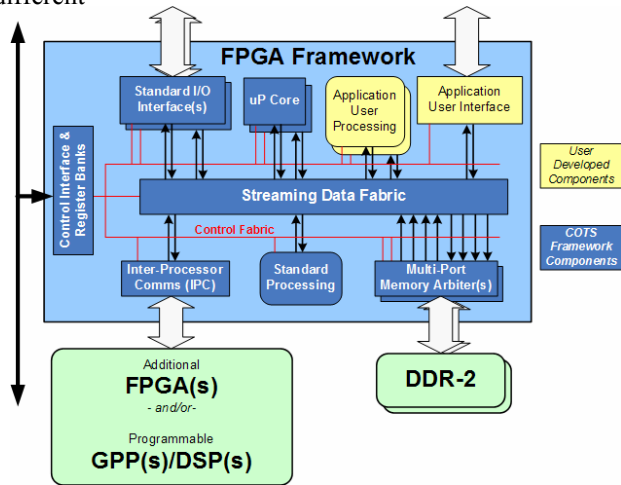 different
FPGA Framework
Standard I/O
Interface(s)
uP Core
Application
User
Processing
Application
User Interface
Control Interface &
Register Banks
Streaming Data Fabric
User
Developed
Components
Control Fabric
COTS
Framework
Components
Inter-Processor
Comms (IPC)
Standard
Processing
Multi-Port
Memory Arbiter(s)
Additional
FPGA(s)
- and/or-
Programmable
GPP(s)/DSP(s)
DDR-2